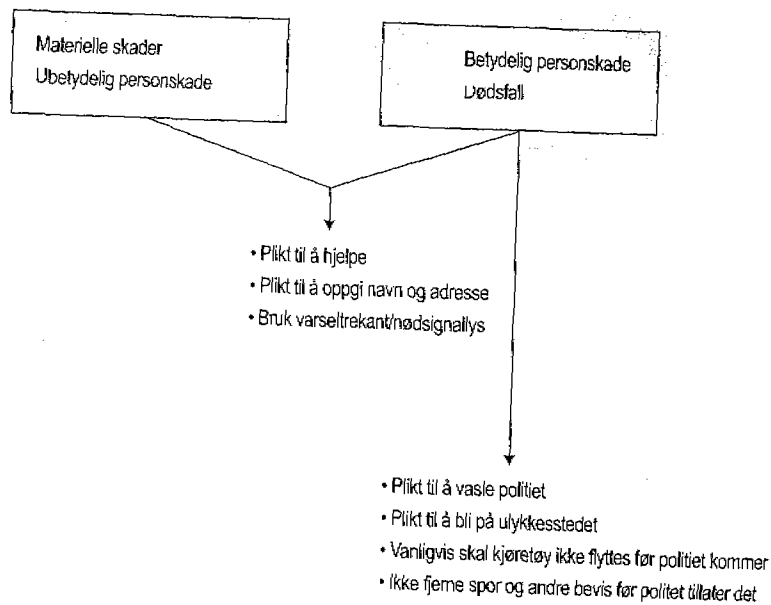 Materielle skader
Ubetydelig personskade
Betydelig personskade
Dødsfall
• Plikt til å hjelpe
• Plikt til å oppgi navn og adresse
• Bruk varseltrekant/nødsignallys
• Plikt til å vasle politiet
• Plikt til å bli på ulykkesstedet
• Vanligvis skal kjøretøy ikke flyttes før politiet kommer
• Ikke fjerne spor og andre bevis før politet tillater det